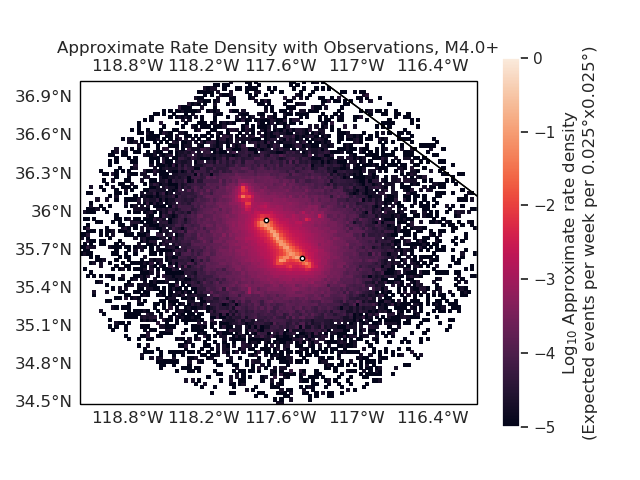 Approximate Rate Density with Observations, M4.0+
118.8°W 118.2°W 117.6°W 117°W 116.4°W
36.9°N
36.6°N
36.3°N
36°N
35.7°N
35.4°N
35.1°N
34.8°N
34.5°N
118.8°W 118.2°W 117.6°W 117°W 116.4°W
0
−1
−2
−3
−4
−5
Log10 Approximate rate density
(Expected events per week per 0.025°x0.025°)